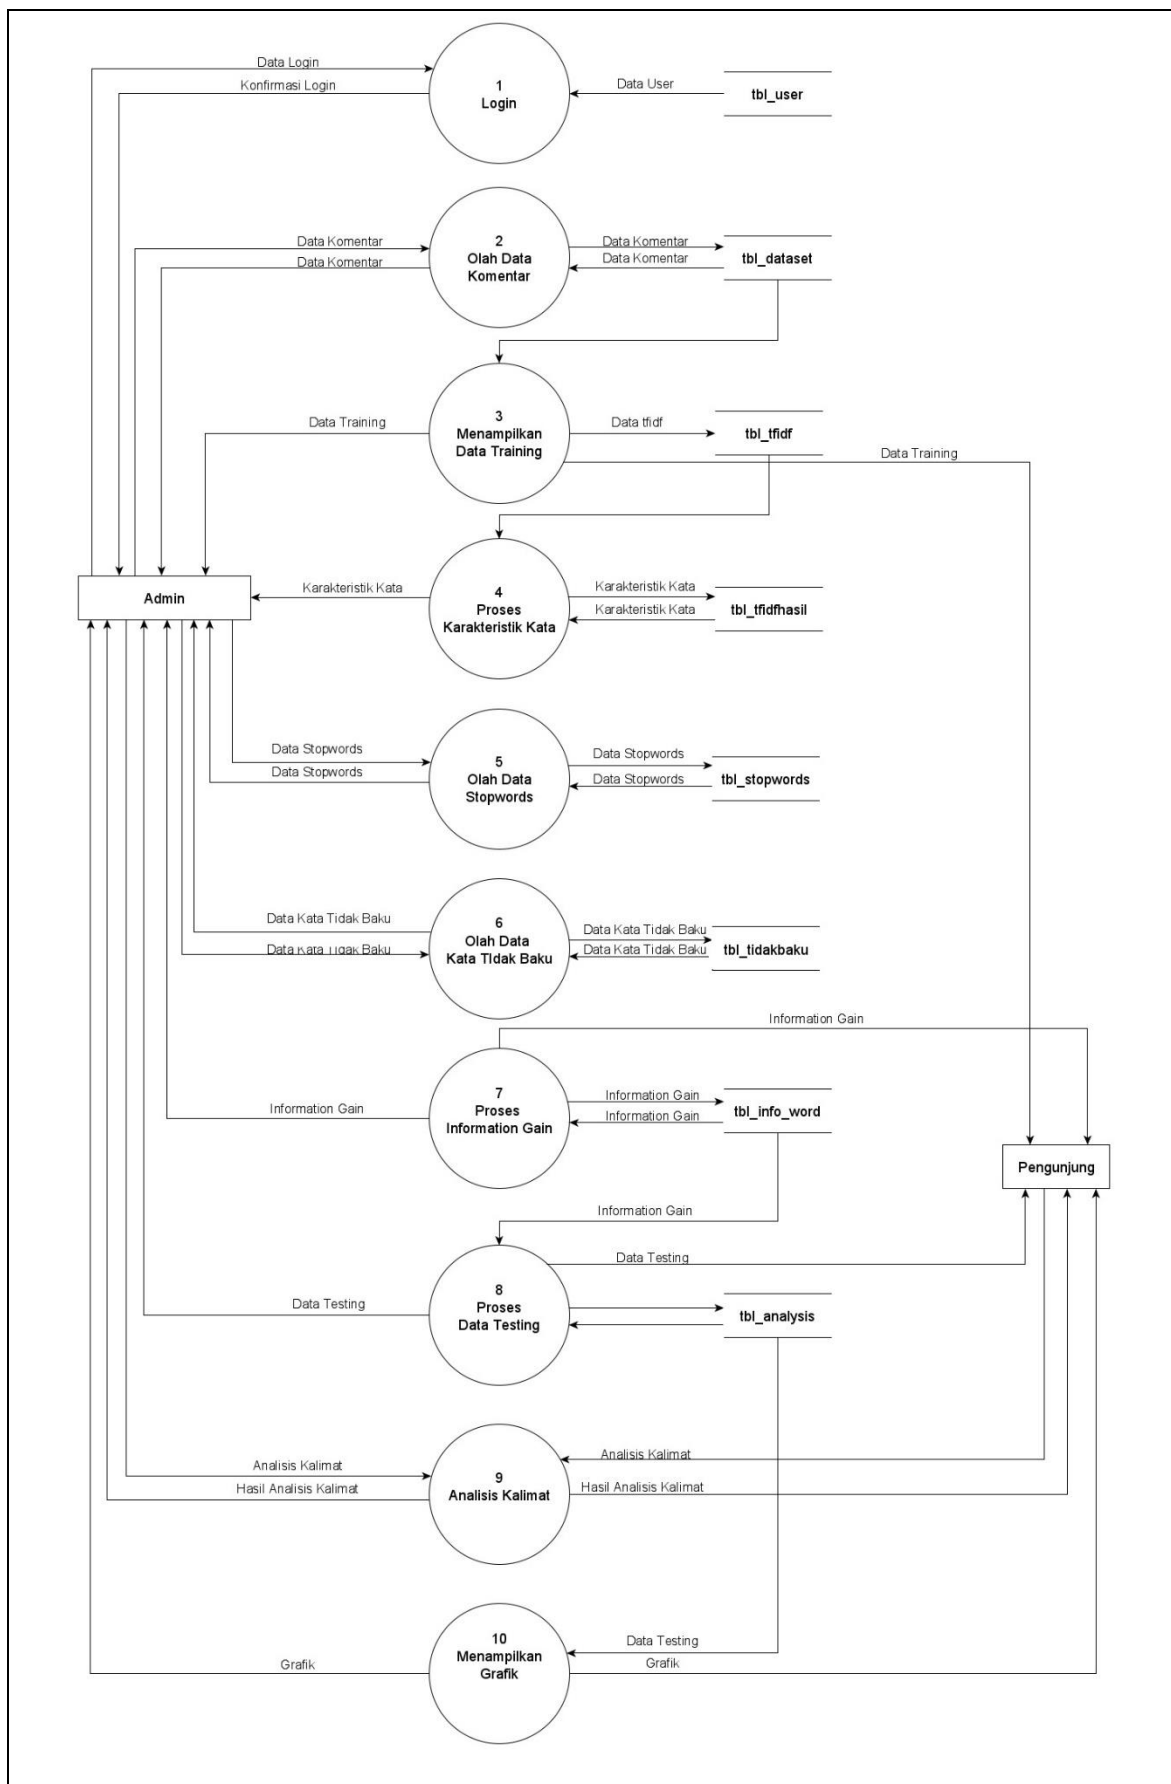 Data Login
Konfirmasi Login
1
Login
Data User
tbl_user
Data Komentar
Data Komentar
2
Olah Data
Komentar
Data Komentar
Data Komentar
tbl_dataset
Data Training
3
Menampilkan
Data Training
Data tfidf
tbl_tfidf
Data Training
Admin
Karakteristik Kata
4
Proses
Karakteristik Kata
Karakteristik Kata
Karakteristik Kata
tbl_tfidfhasil
Data Stopwords
Data Stopwords
5
Olah Data
Stopwords
Data Stopwords
Data Stopwords
tbl_stopwords
Data Kata Tidak Baku
Data Kata Tidak Baku
6
Olah Data
Kata TIdak Baku
Data Kata Tidak Baku
Data Kata Tidak Baku
tbl_tidakbaku
Information Gain
Information Gain
7
Proses
Information Gain
Information Gain
Information Gain
tbl_info_word
Pengunjung
Information Gain
Data Testing
Data Testing
8
Proses
Data Testing
tbl_analysis
Analisis Kalimat
Hasil Analisis Kalimat
9
Analisis Kalimat
Analisis Kalimat
Hasil Analisis Kalimat
Data Testing
Grafik
10
Menampilkan
Grafik
Grafik